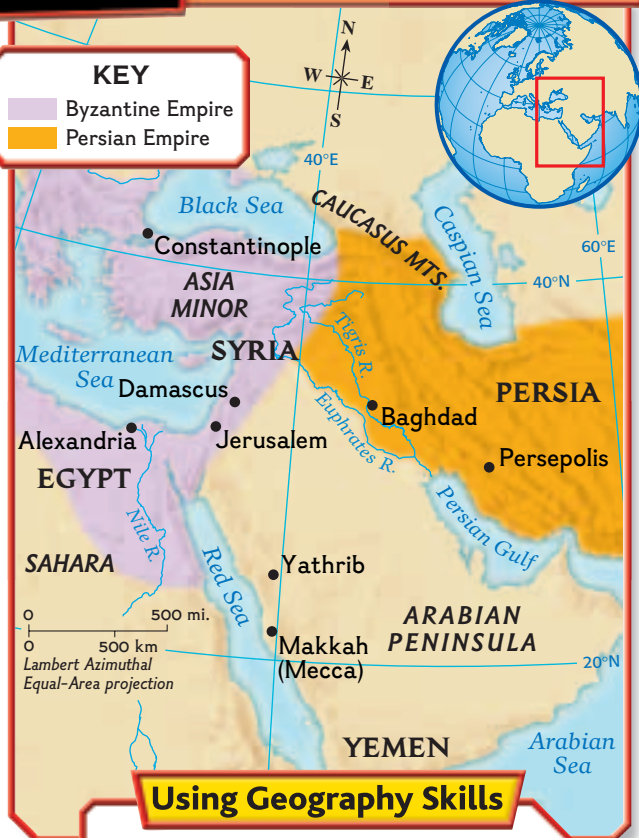 KEY
Byzantine Empire
Persian Empire
N
W
E
S
40°E
Black Sea
CAUCASUS MTS.
Caspian Sea
60°E
Constantinople
40°N
ASIA
MINOR
Mediterranean
Sea
SYRIA
Tigris R.
Damascus
PERSIA
Baghdad
Euphrates R.
Alexandria
Jerusalem
Persepolis
EGYPT
Persian Gulf
Nile R.
SAHARA
Red Sea
Yathrib
ARABIAN
PENINSULA
0
500 mi.
0
500 km
Lambert Azimuthal
Equal-Area projection
Makkah
(Mecca)
20°N
YEMEN
Arabian
Sea
Using Geography Skills